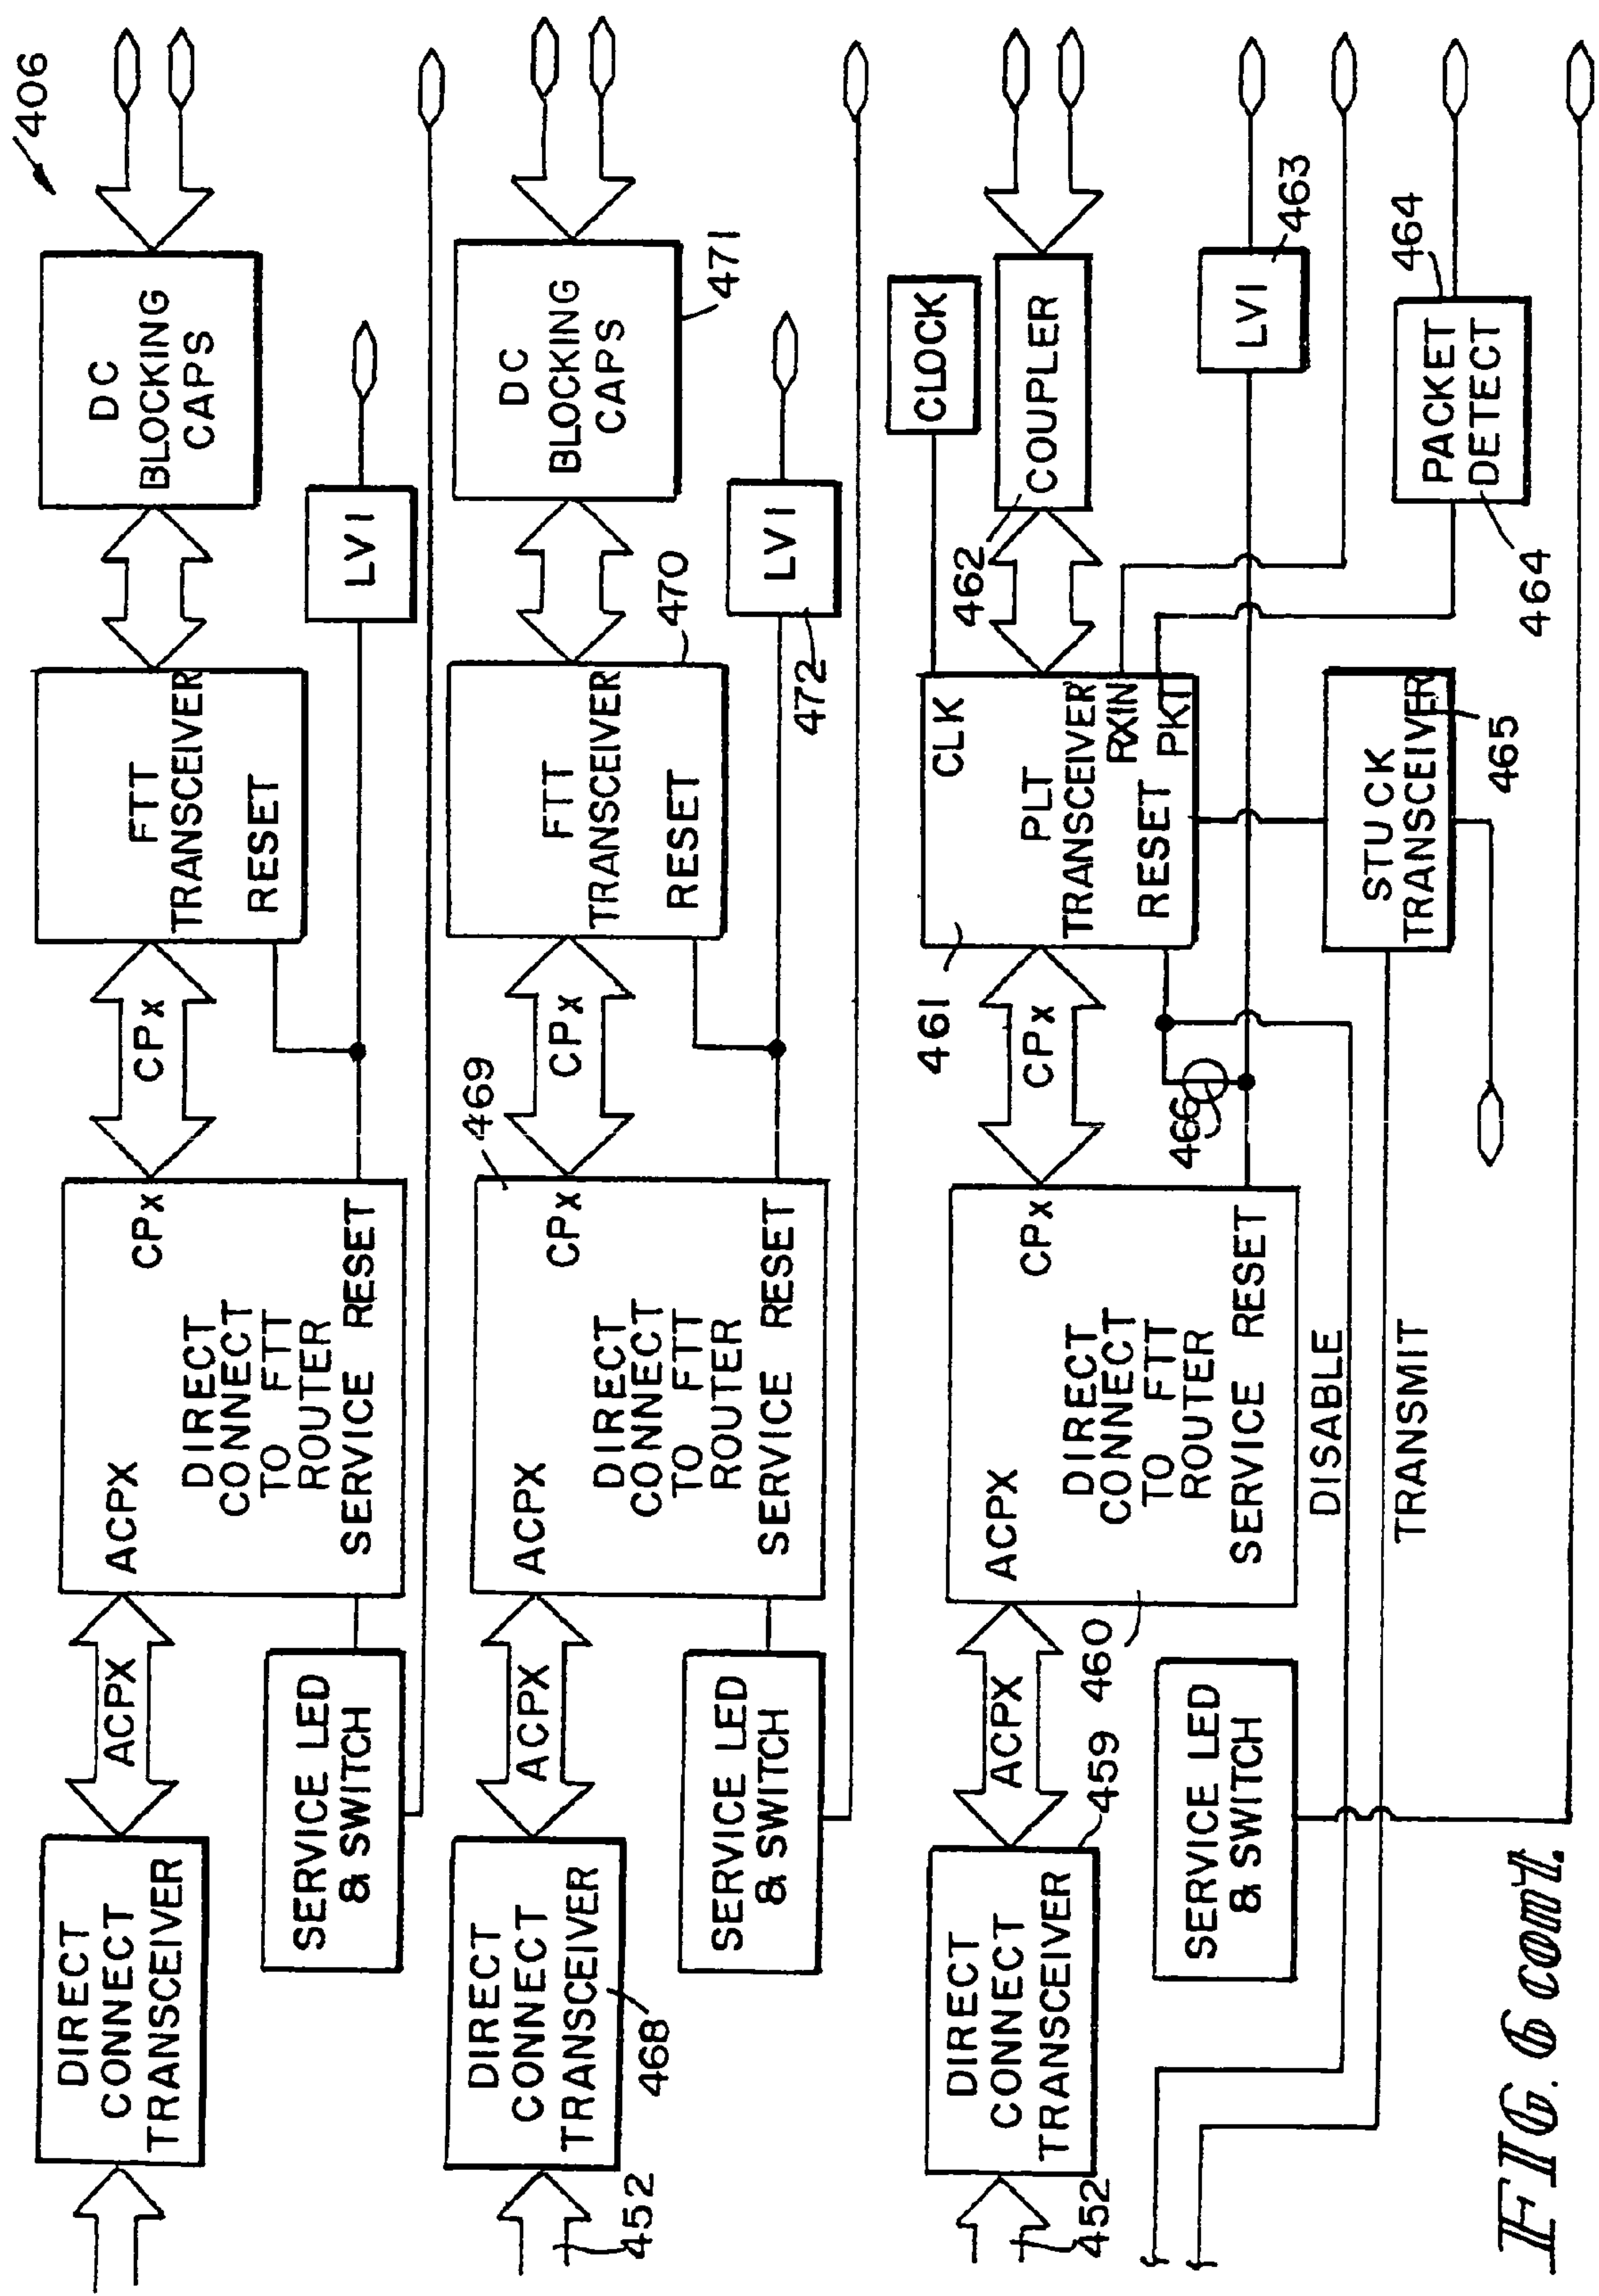 406
DIRECT
CONNECT
TRANSCEIVER
ACPX
ACPX
CPx
DIRECT
CONNECT
TO FTT
ROUTER
SERVICE RESET
CPx
FTT
TRANSCEIVER
RESET
DC
BLOCKING
CAPS
LVI
SERVICE LED
& SWITCH
452
DIRECT
CONNECT
TRANSCEIVER
468
ACPX
ACPX
CPx
DIRECT
CONNECT
TO FTT
ROUTER
SERVICE RESET
469
CPx
FTT
TRANSCEIVER
RESET
470
DC
BLOCKING
CAPS
471
LVI
472
SERVICE LED
& SWITCH
452
DIRECT
CONNECT
TRANSCEIVER
459
ACPX
ACPX
CPx
DIRECT
CONNECT
TO FTT
ROUTER
SERVICE RESET
460
CPx
461
CLK
PLT
TRANSCEIVER
RXIN
RESET
PKT
CLOCK
COUPLER
462
LVI
463
464
PACKET
DETECT
464
466
STUCK
TRANSCEIVER
465
SERVICE LED
& SWITCH
DISABLE
TRANSMIT
FIG. 6 cont.